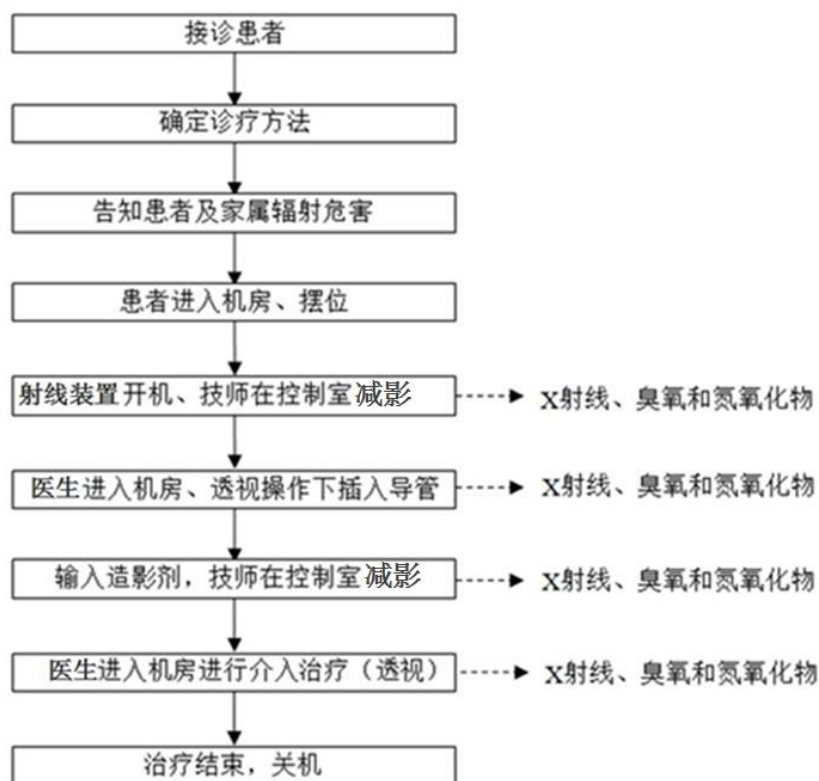 接诊患者
确定诊疗方法
告知患者及家属辐射危害
患者进入机房、摆位
射线装置开机、技师在控制室减影
X射线、臭氧和氮氧化物
医生进入机房、透视操作下插入导管
X射线、臭氧和氮氧化物
输入造影剂，技师在控制室减影
X射线、臭氧和氮氧化物
医生进入机房进行介入治疗（透视）
X射线、臭氧和氮氧化物
治疗结束，关机